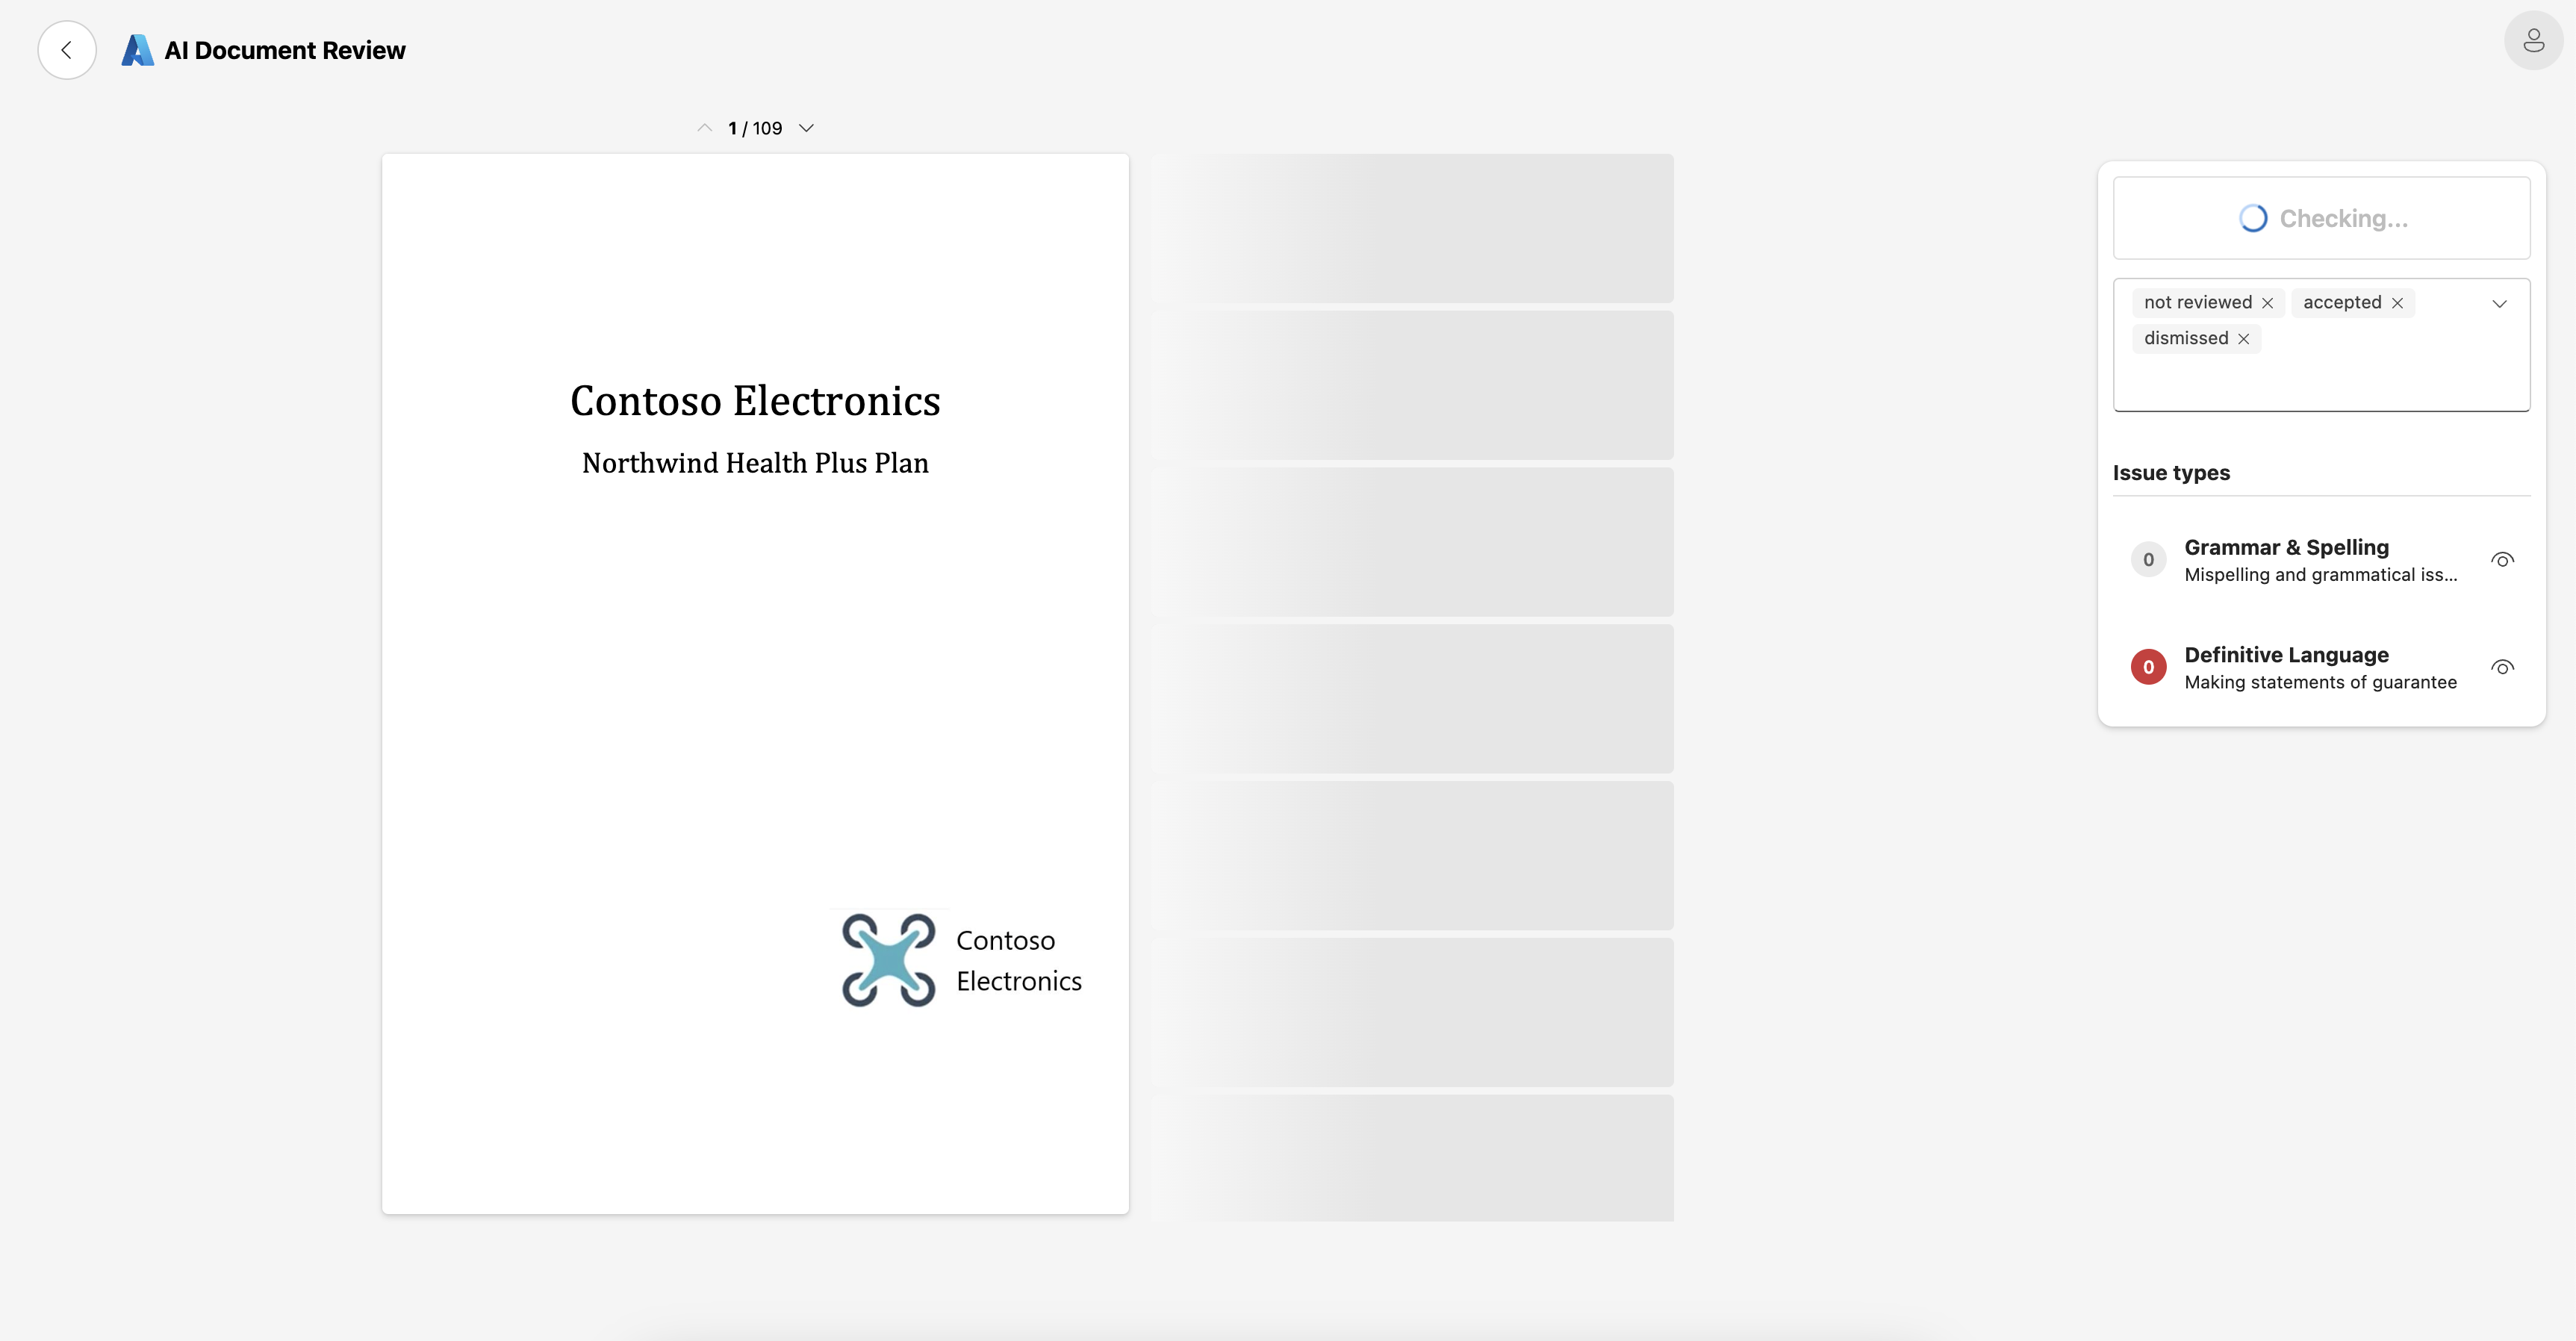 AI Document Review
1 / 109
Contoso Electronics
Northwind Health Plus Plan
Contoso
Electronics
Checking...
not reviewed accepted
dismissed
Issue types
0 Grammar & Spelling
Mispelling and grammatical iss...
0 Definitive Language
Making statements of guarantee